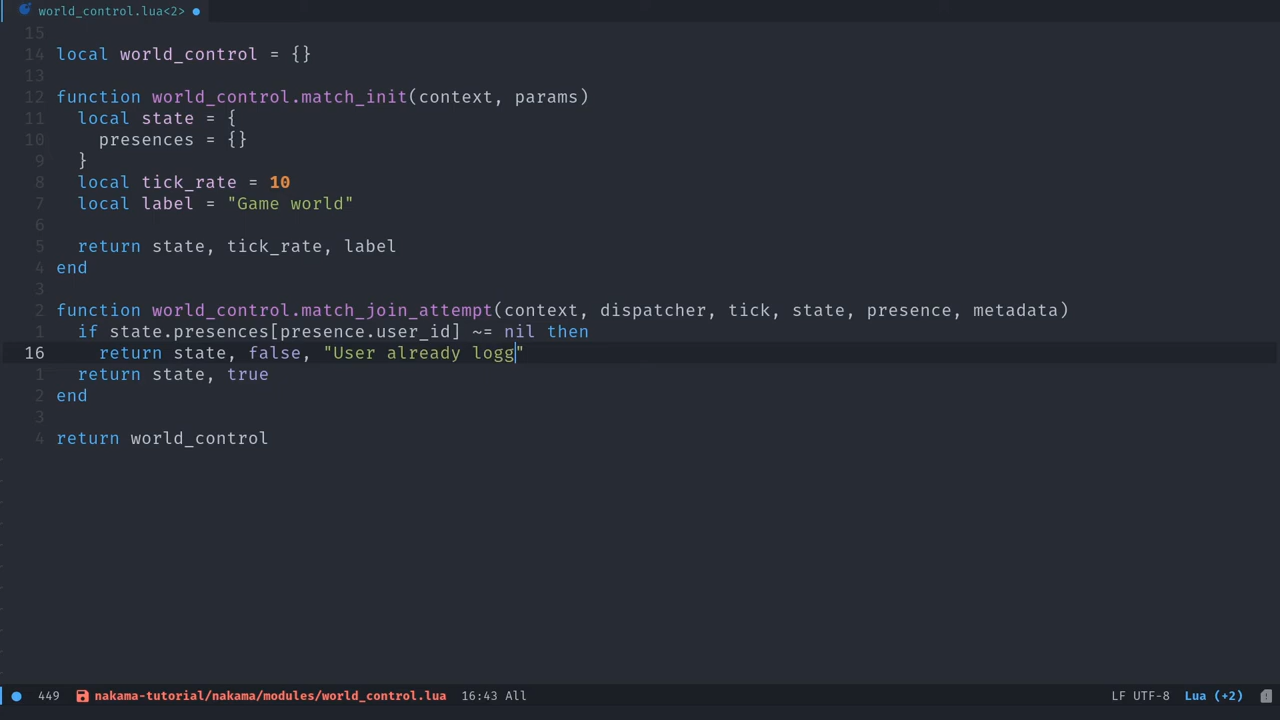 world_control.lua<2>
15
14 local world_control = {}
13
12 function world_control.match_init(context, params)
11 local state = {
10 presences = {}
9 }
8 local tick_rate = 10
7 local label = "Game world"
6
5 return state, tick_rate, label
4 end
3
2 function world_control.match_join_attempt(context, dispatcher, tick, state, presence, metadata)
1 if state.presences[presence.user_id] ~= nil then
16 return state, false, "User already logg"
1 return state, true
2 end
3
4 return world_control
449 nakama-tutorial/nakama/modules/world_control.lua 16:43 All LF UTF-8 Lua (+2)